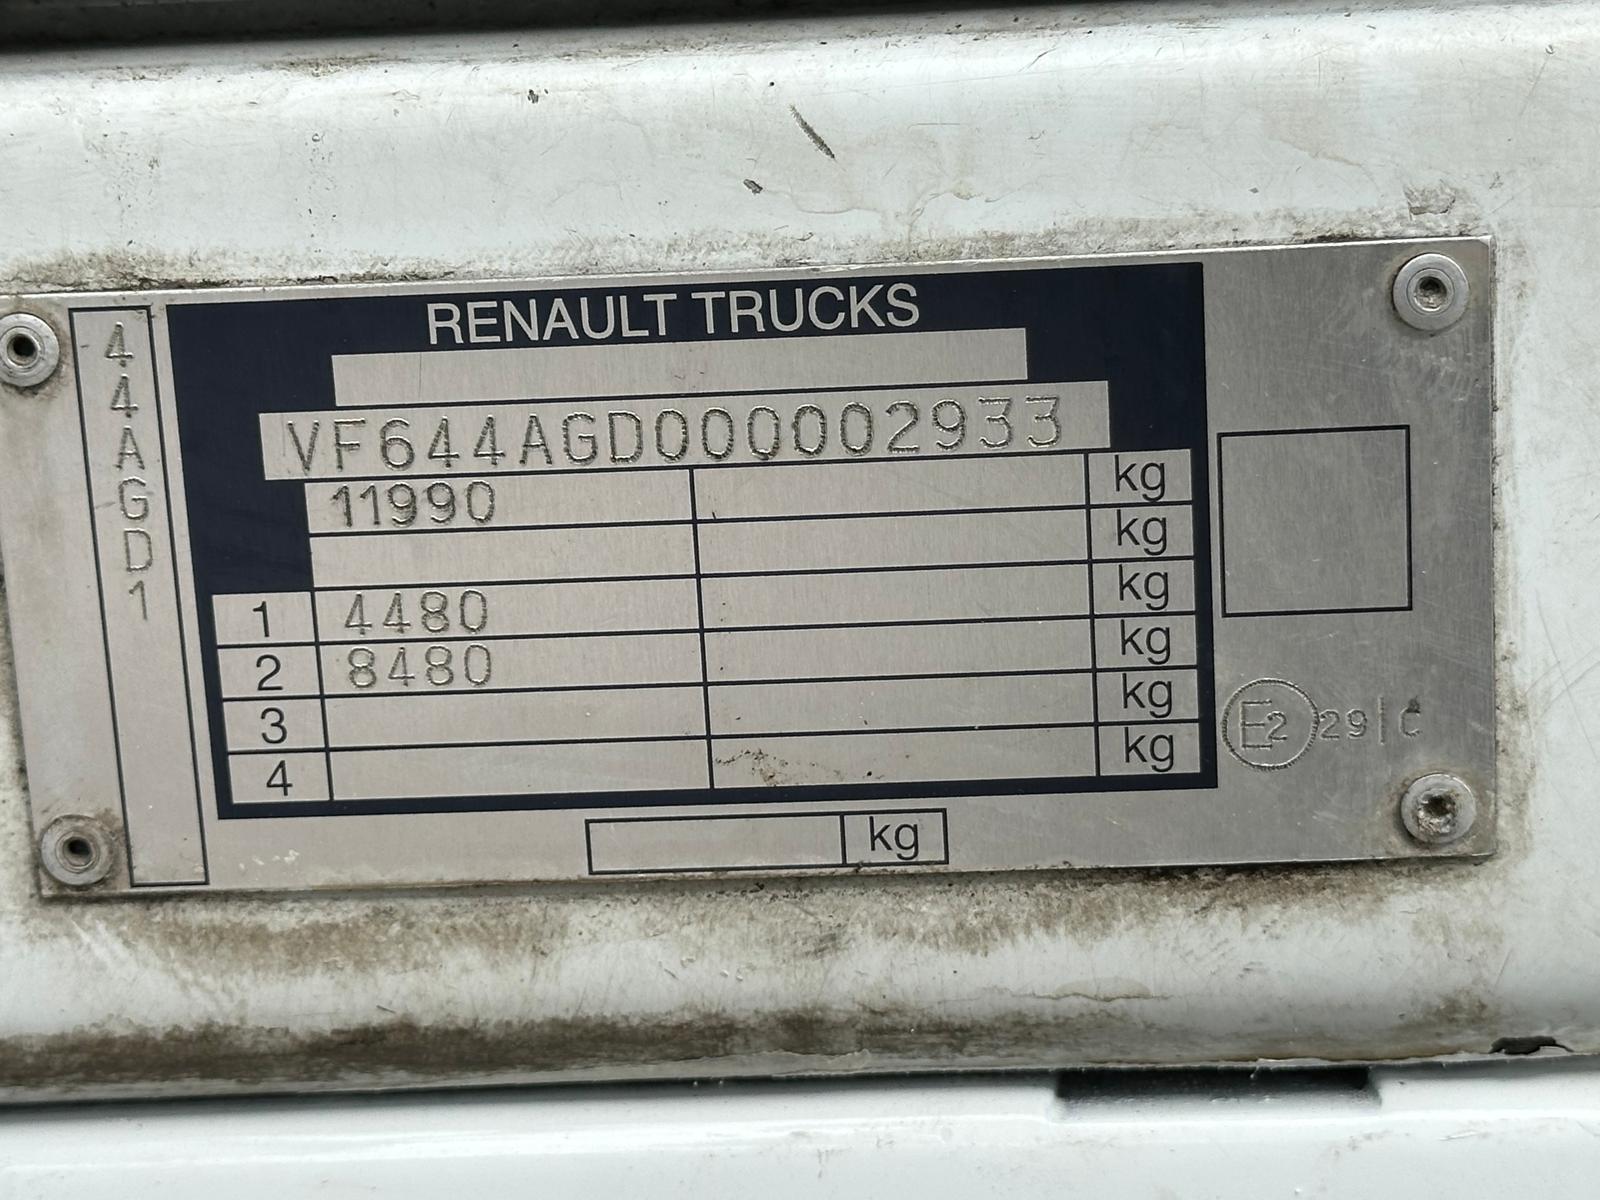 44AGD1
RENAULT TRUCKS
VF644AGD000002933
11990 kg
kg
1 4480 kg
2 8480 kg
3 kg
4 kg
E2 29 | C
kg